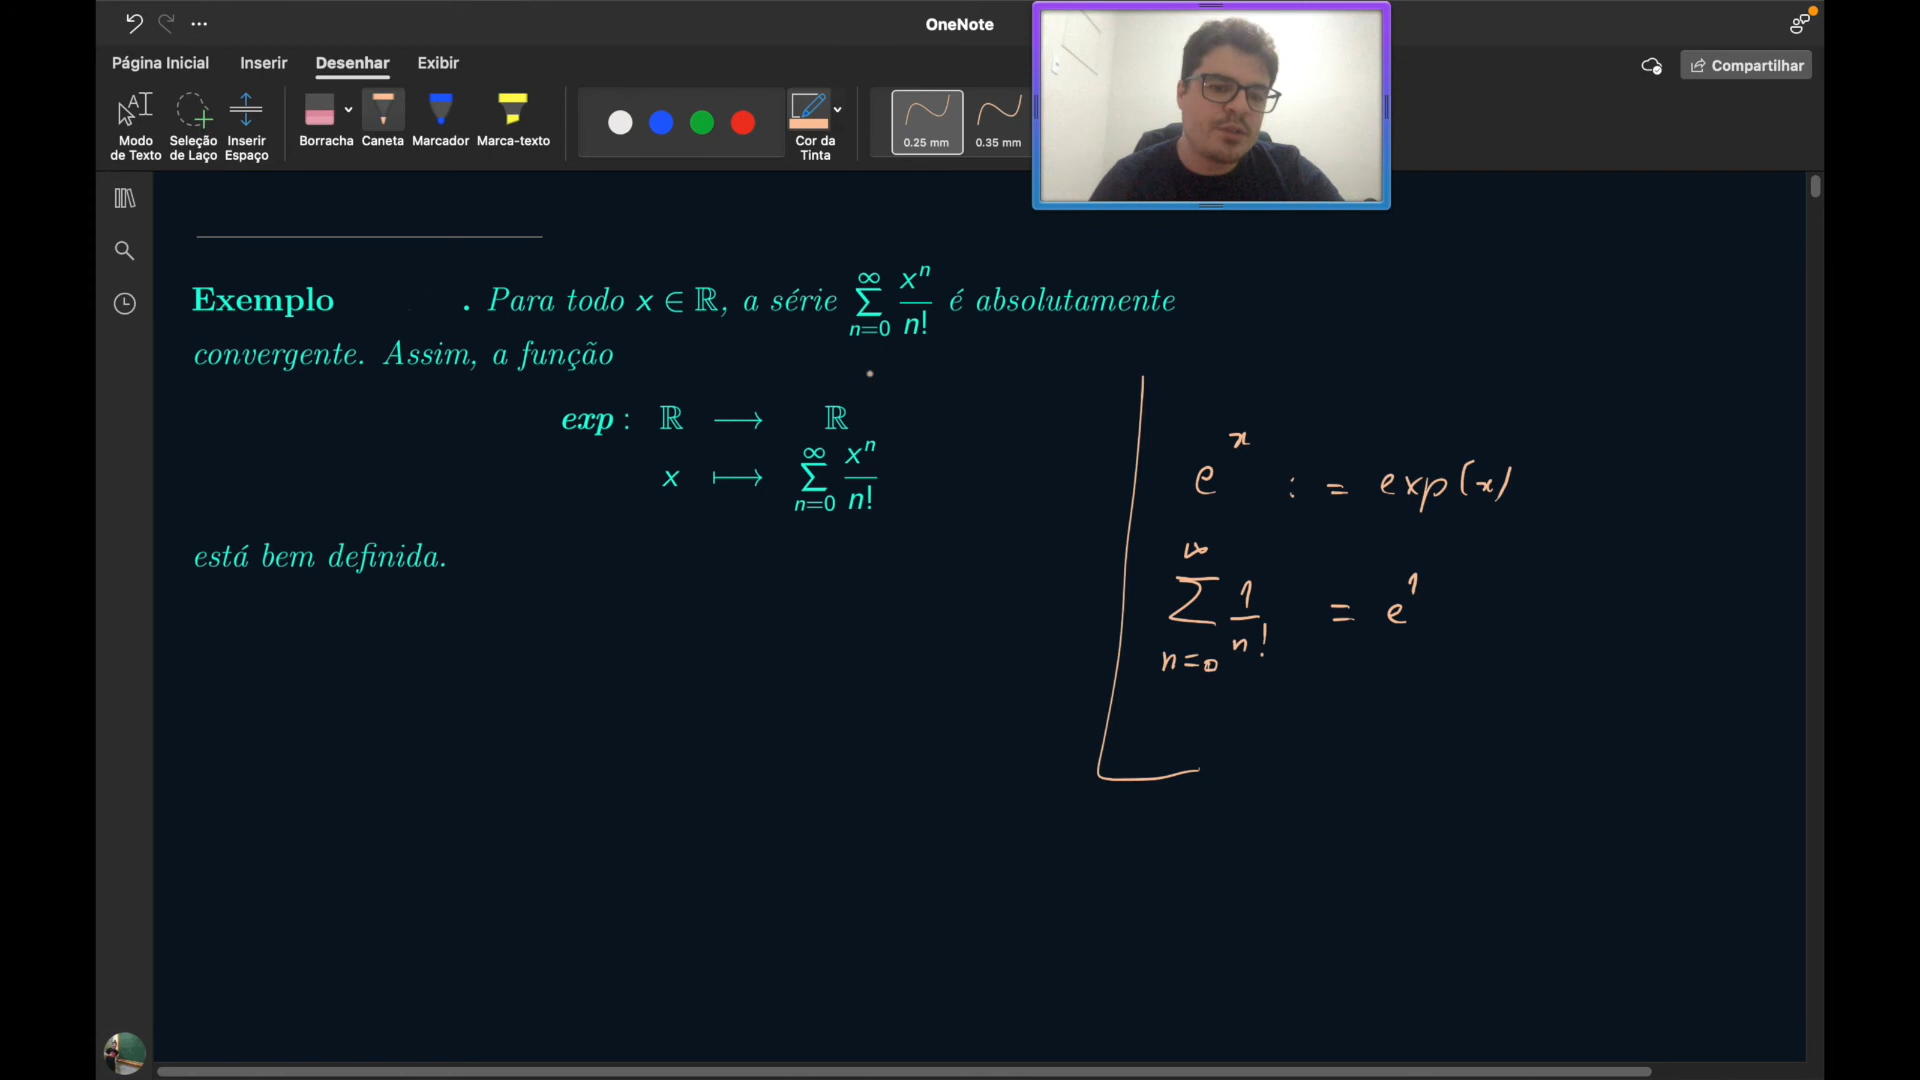 OneNote
Página Inicial Inserir Desenhar Exibir
Compartilhar
Modo de Texto
Seleção de Laço
Inserir Espaço
Borracha
Caneta
Marcador
Marca-texto
Cor da Tinta
0.25 mm
0.35 mm
Exemplo . Para todo x ∈ ℝ, a série ∑_{n=0}^{∞} x^n/n! é absolutamente
convergente. Assim, a função
exp : ℝ ⟶ ℝ
x ⟼ ∑_{n=0}^{∞} x^n/n!
está bem definida.
e^x := exp(x)
∑_{n=0}^{∞} 1/n! = e^1